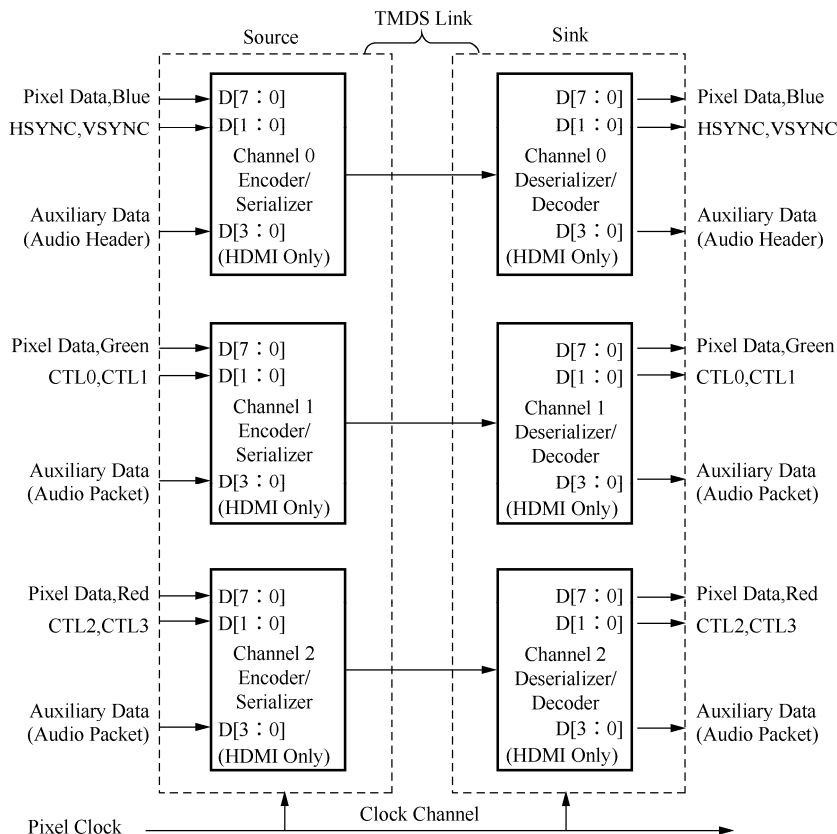 TMDS Link
Source
Sink
Pixel Data,Blue
D[7：0]
D[7：0]
Pixel Data,Blue
HSYNC,VSYNC
D[1：0]
D[1：0]
HSYNC,VSYNC
Channel 0
Encoder/
Serializer
Channel 0
Deserializer/
Decoder
Auxiliary Data
(Audio Header)
D[3：0]
(HDMI Only)
D[3：0]
(HDMI Only)
Auxiliary Data
(Audio Header)
Pixel Data,Green
D[7：0]
D[7：0]
Pixel Data,Green
CTL0,CTL1
D[1：0]
D[1：0]
CTL0,CTL1
Channel 1
Encoder/
Serializer
Channel 1
Deserializer/
Decoder
Auxiliary Data
(Audio Packet)
D[3：0]
(HDMI Only)
D[3：0]
(HDMI Only)
Auxiliary Data
(Audio Packet)
Pixel Data,Red
D[7：0]
D[7：0]
Pixel Data,Red
CTL2,CTL3
D[1：0]
D[1：0]
CTL2,CTL3
Channel 2
Encoder/
Serializer
Channel 2
Deserializer/
Decoder
Auxiliary Data
(Audio Packet)
D[3：0]
(HDMI Only)
D[3：0]
(HDMI Only)
Auxiliary Data
(Audio Packet)
Pixel Clock
Clock Channel